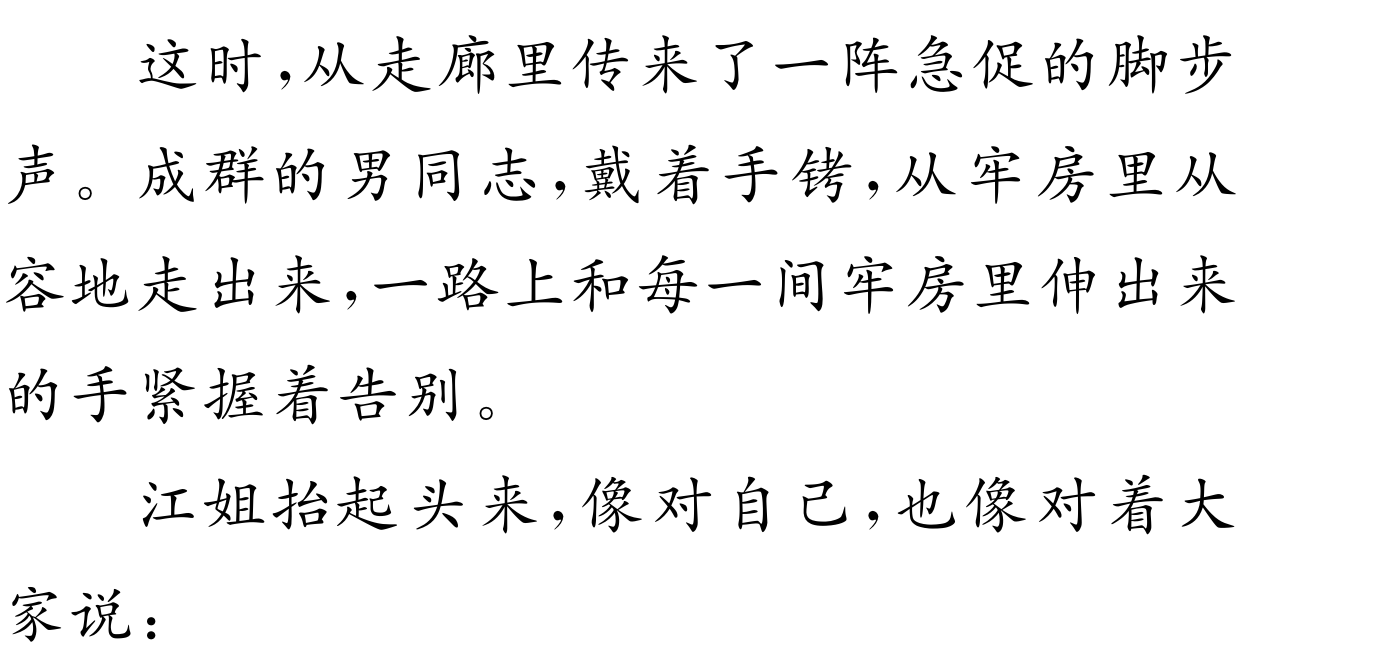 这时,从走廊里传来了一阵急促的脚步
声。成群的男同志,戴着手铐,从牢房里从
容地走出来,一路上和每一间牢房里伸出来
的手紧握着告别。
江姐抬起头来,像对自己,也像对着大
家说: